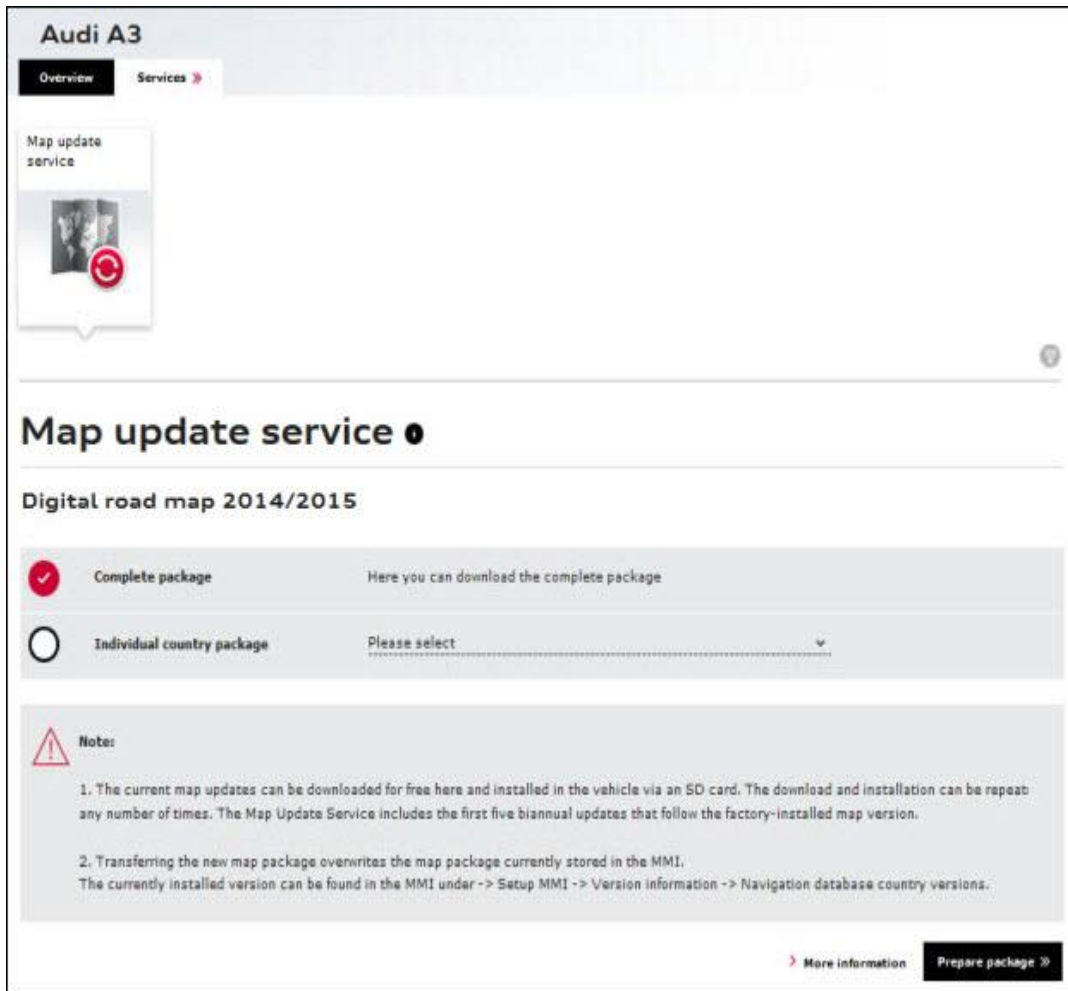 Audi A3
Overview
Services »
Map update
service
Map update service
Digital road map 2014/2015
Complete package
Here you can download the complete package
Individual country package
Please select
Note:
1. The current map updates can be downloaded for free here and installed in the vehicle via an SD card. The download and installation can be repeat
any number of times. The Map Update Service includes the first five biannual updates that follow the factory-installed map version.
2. Transferring the new map package overwrites the map package currently stored in the MMI.
The currently installed version can be found in the MMI under -> Setup MMI -> Version information -> Navigation database country versions.
More information
Prepare package »